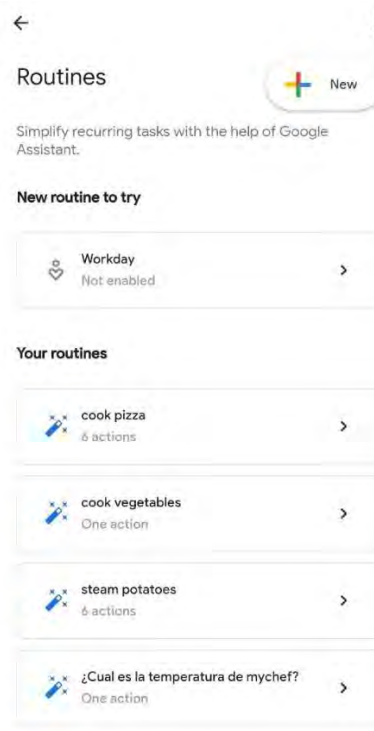 Routines
New
Simplify recurring tasks with the help of Google
Assistant.
New routine to try
Workday
Not enabled
Your routines
cook pizza
6 actions
cook vegetables
One action
steam potatoes
6 actions
¿Cual es la temperatura de mychef?
One action